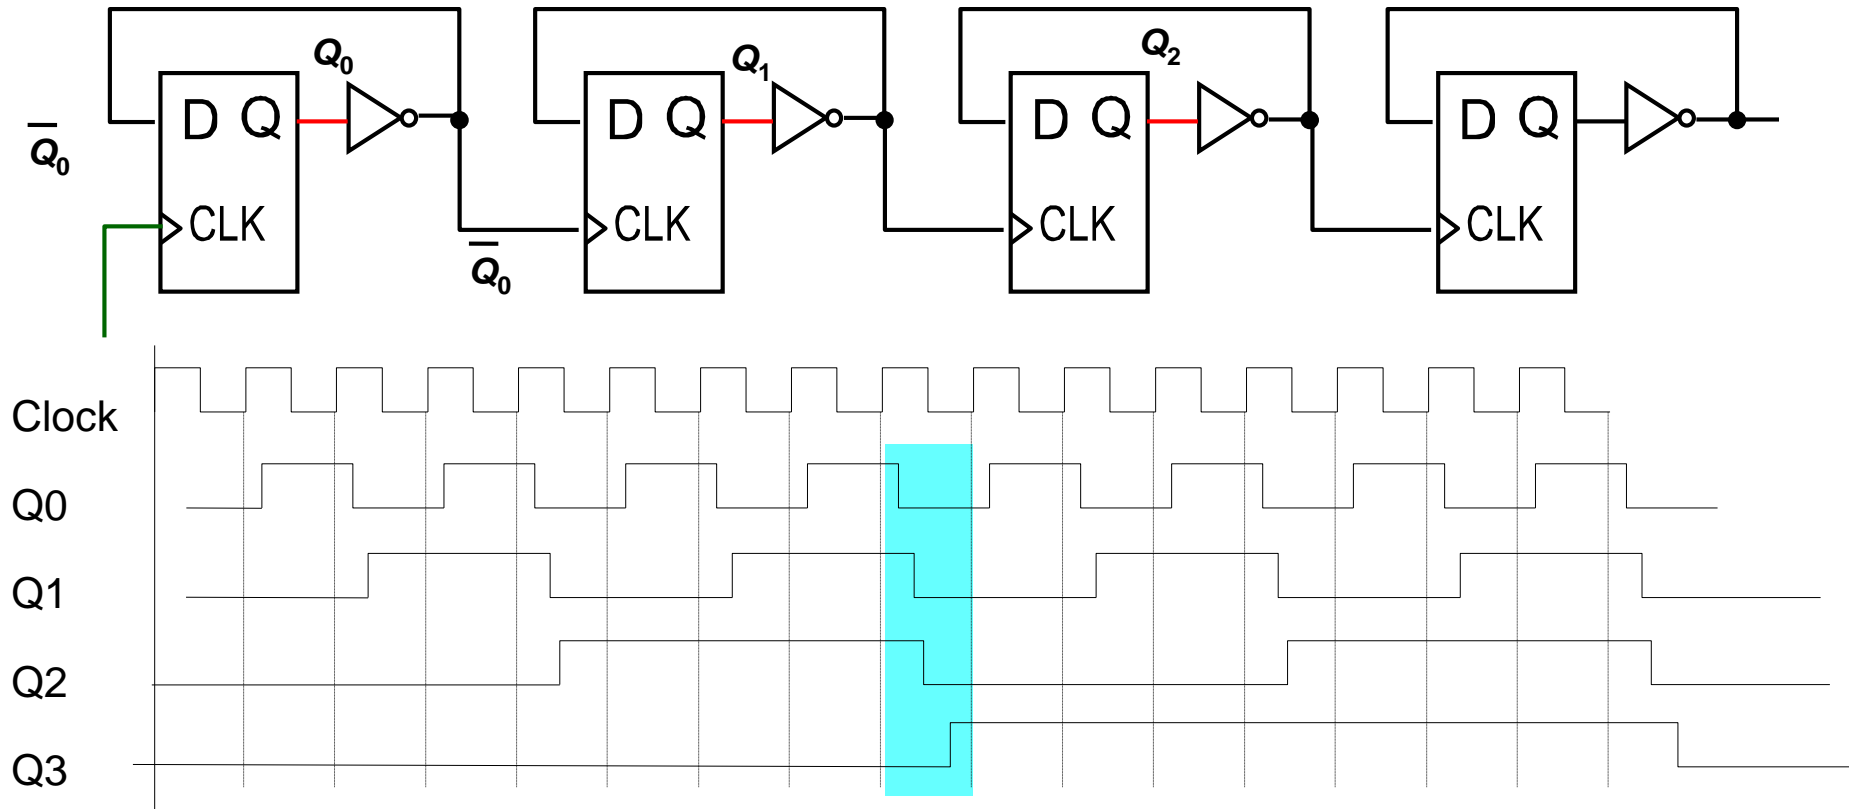 Q0 Q1 Q2
D Q D Q D Q D Q
Q̅0
CLK CLK CLK CLK
Q̅0
Clock
Q0
Q1
Q2
Q3